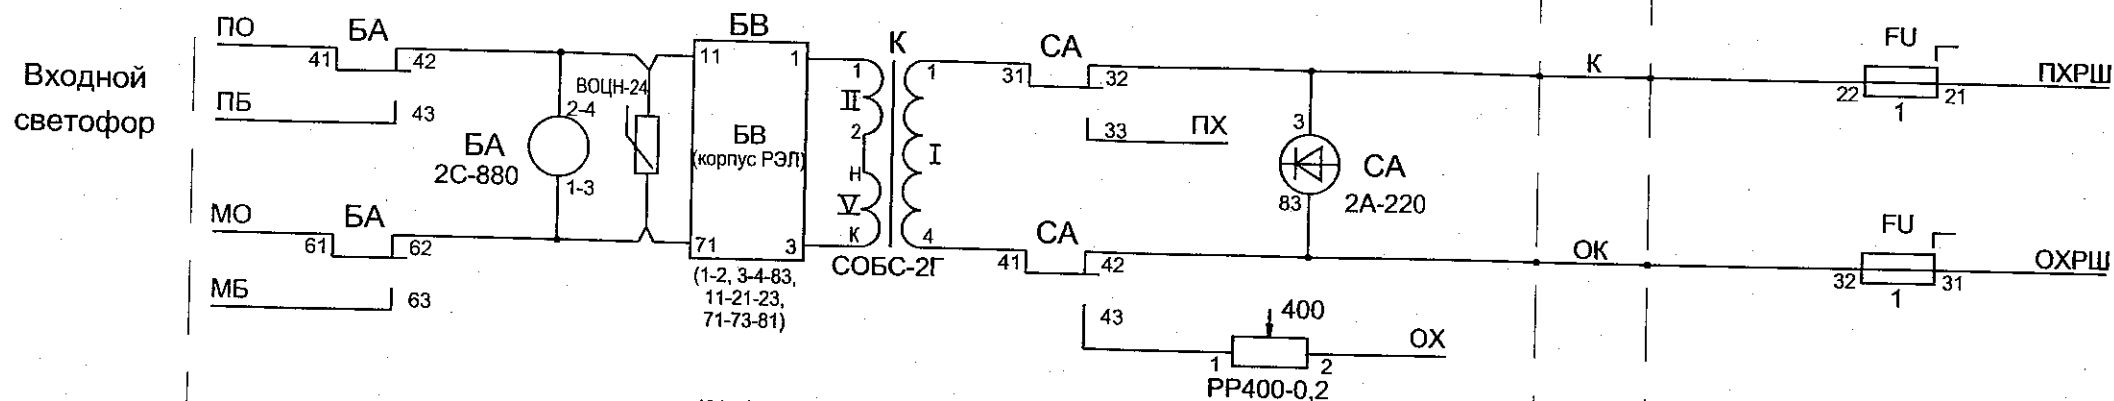 Входной
светофор
ПО
БА
41
42
ПБ
43
БА
2С-880
2-4
1-3
ВОЦН-24
МО
БА
61
62
МБ
63
БВ
11
1
БВ
(корпус РЭЛ)
71
3
(1-2, 3-4-83,
11-21-23,
71-73-81)
К
1
II
2
Н
V
К
1
I
4
СОБС-2Г
СА
31
32
33
ПХ
СА
41
42
43
3
83
СА
2А-220
400
1
2
ОХ
РР400-0,2
К
ОК
FU
22
21
1
ПХРШ
FU
32
31
1
ОХРШ